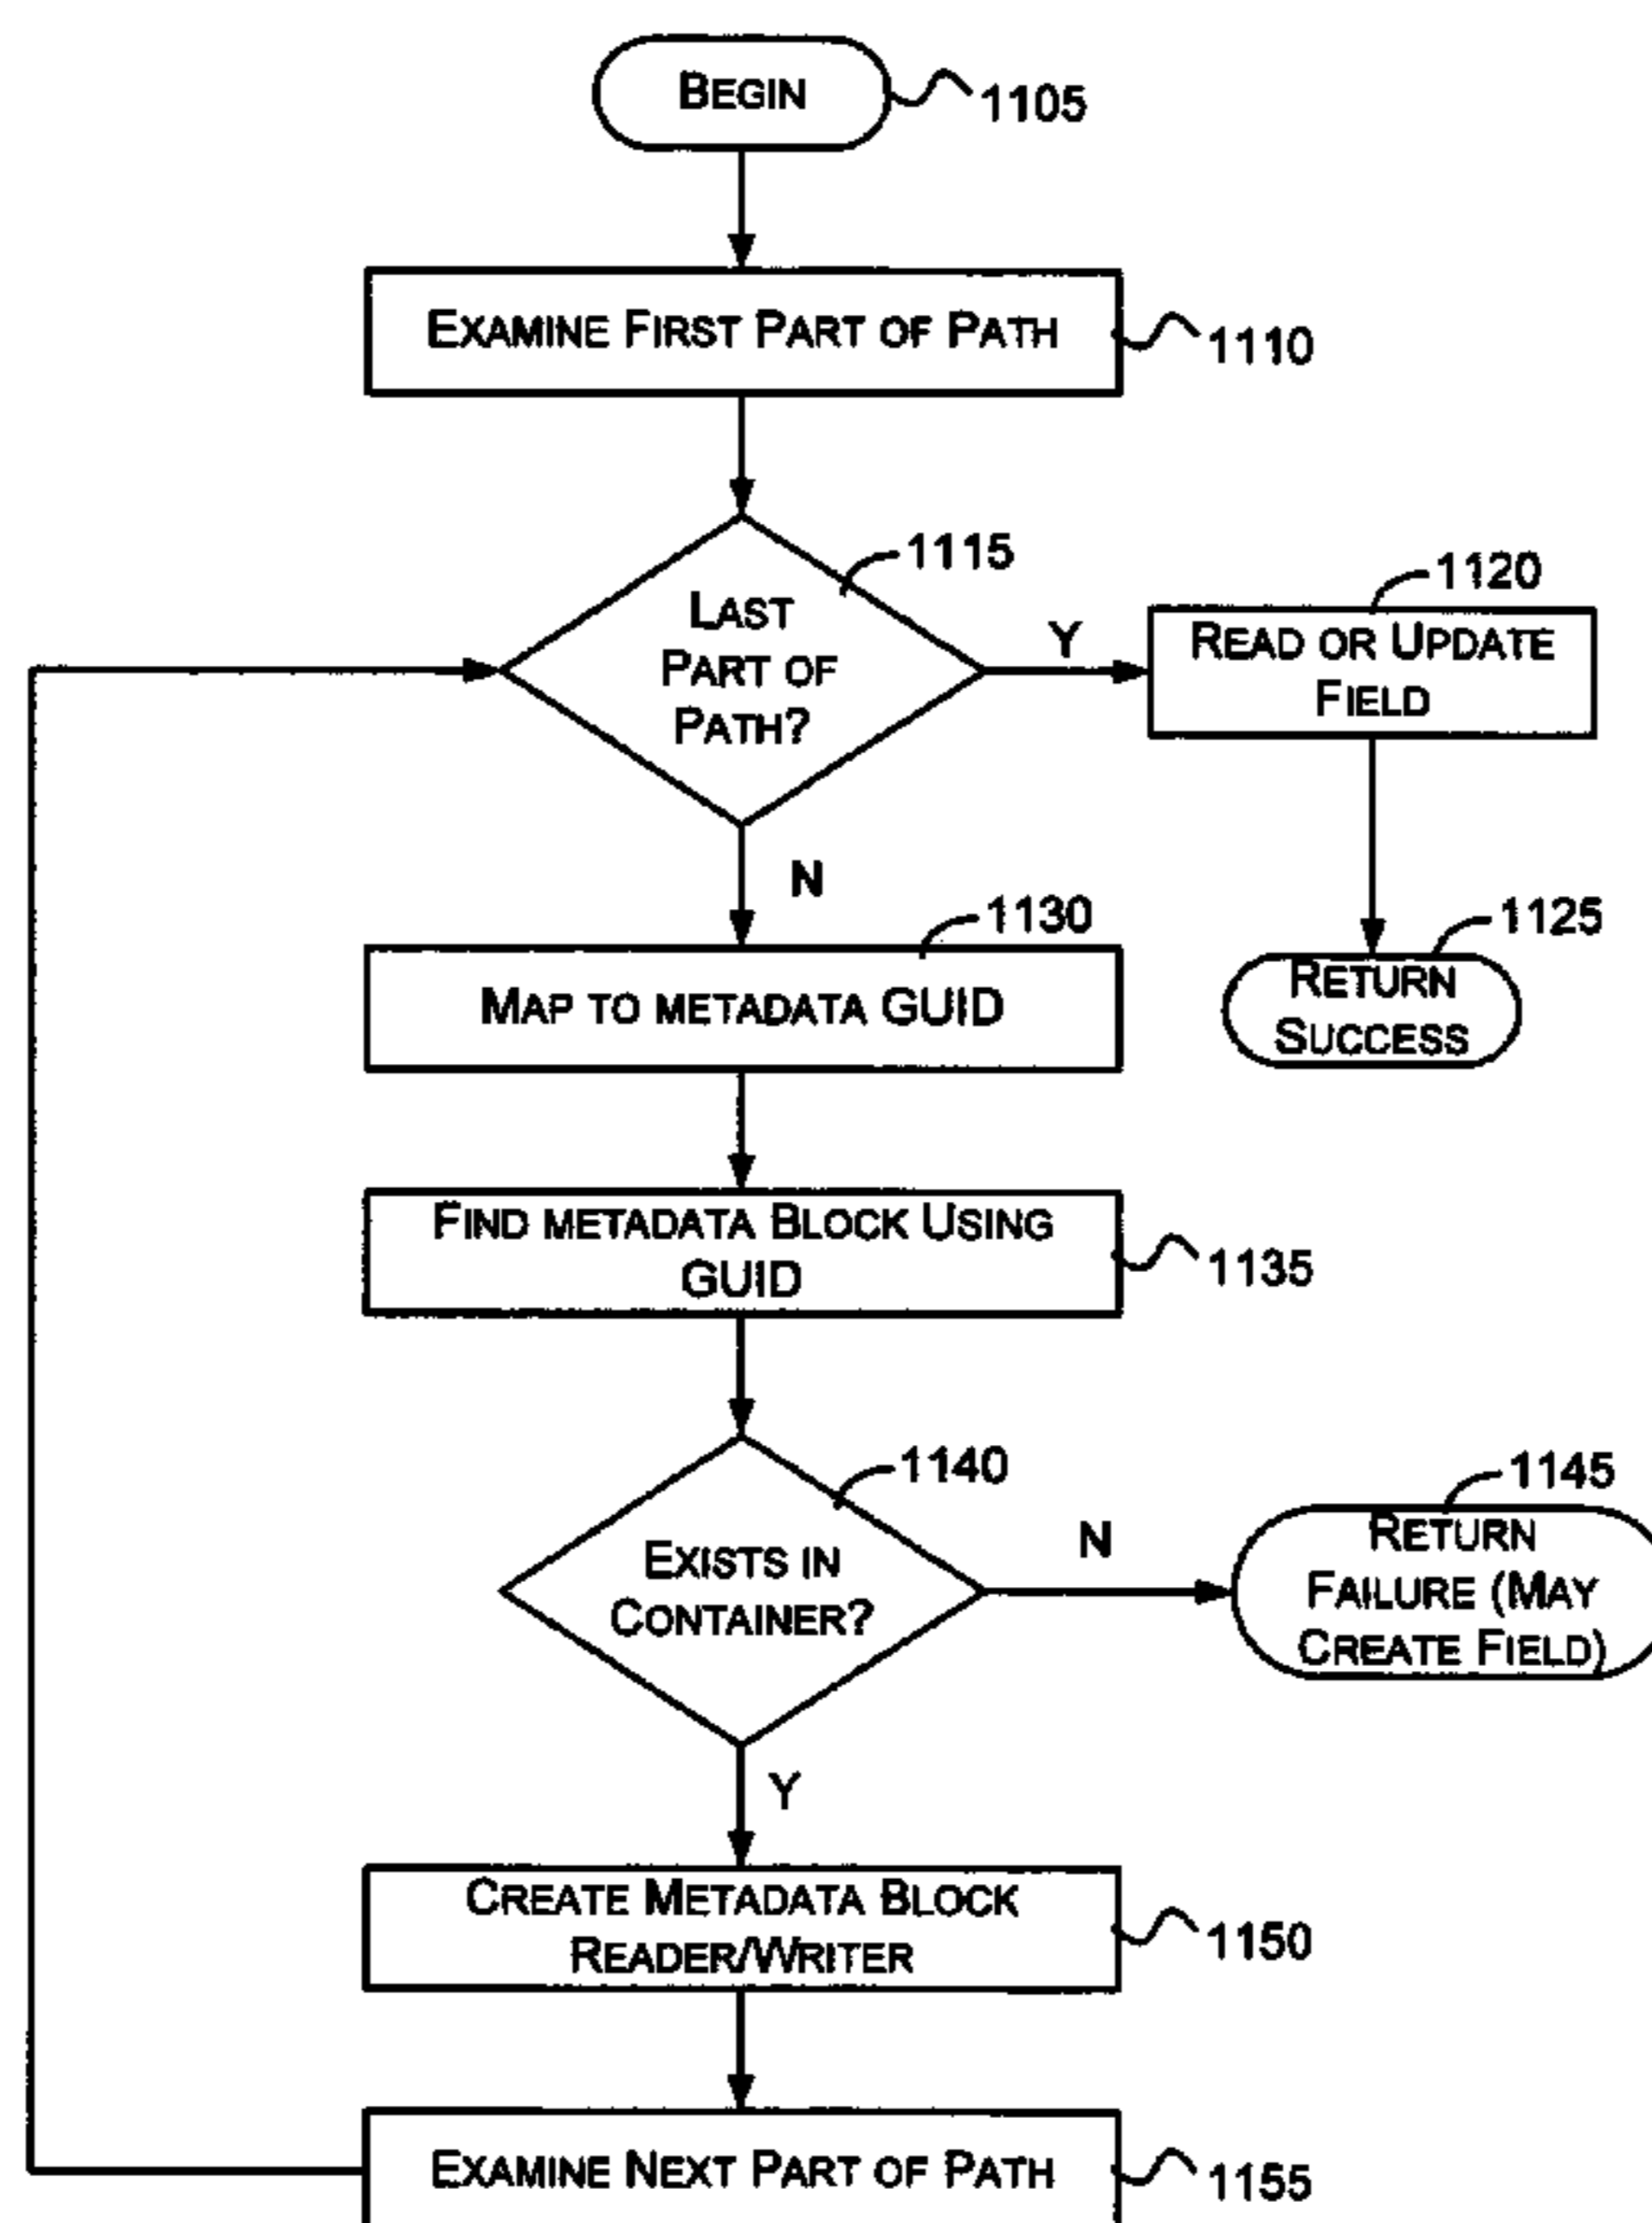 BEGIN
1105
EXAMINE FIRST PART OF PATH
1110
1115
LAST
PART OF
PATH?
Y
1120
READ OR UPDATE
FIELD
N
1125
RETURN
SUCCESS
1130
MAP TO METADATA GUID
FIND METADATA BLOCK USING
GUID
1135
1140
EXISTS IN
CONTAINER?
N
1145
RETURN
FAILURE (MAY
CREATE FIELD)
Y
CREATE METADATA BLOCK
READER/WRITER
1150
EXAMINE NEXT PART OF PATH
1155